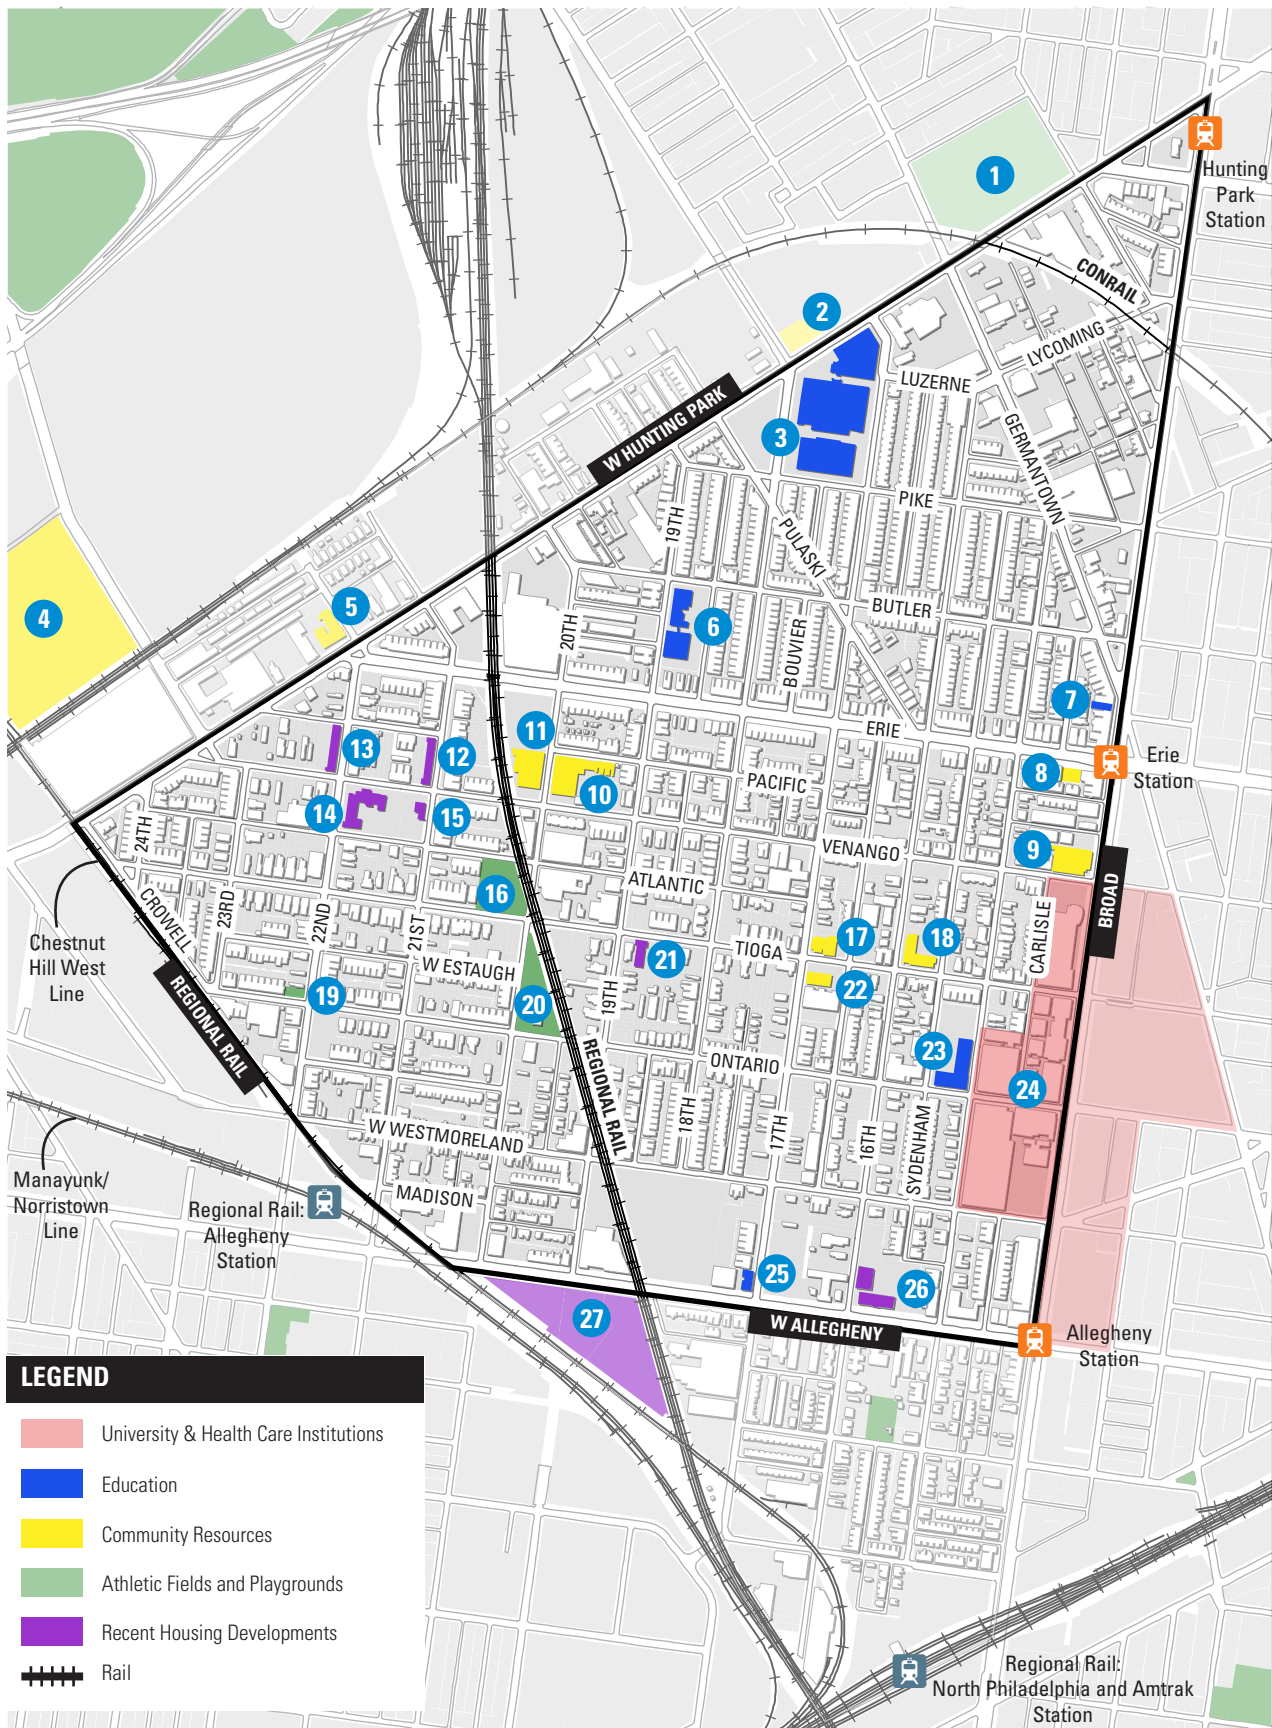 1
Hunting
Park
Station
CONRAIL
2
LYCOMING
LUZERNE
W HUNTING PARK
3
GERMANTOWN
PIKE
19TH
PULASKI
4
5
BUTLER
6
20TH
BOUVIER
7
ERIE
11
13
12
Erie
Station
8
PACIFIC
10
14
15
24TH
VENANGO
9
ATLANTIC
16
BROAD
CROWELL
23RD
22ND
21ST
CARLISLE
17
18
TIOGA
Chestnut
Hill West
Line
W ESTAUGH
21
REGIONAL RAIL
19
20
19TH
22
23
REGIONAL RAIL
ONTARIO
24
18TH
17TH
16TH
SYDENHAM
W WESTMORELAND
Manayunk/
Norristown
Line
MADISON
Regional Rail:
Allegheny
Station
25
26
27
W ALLEGHENY
Allegheny
Station
LEGEND
University & Health Care Institutions
Education
Community Resources
Athletic Fields and Playgrounds
Recent Housing Developments
Rail
Regional Rail:
North Philadelphia and Amtrak
Station